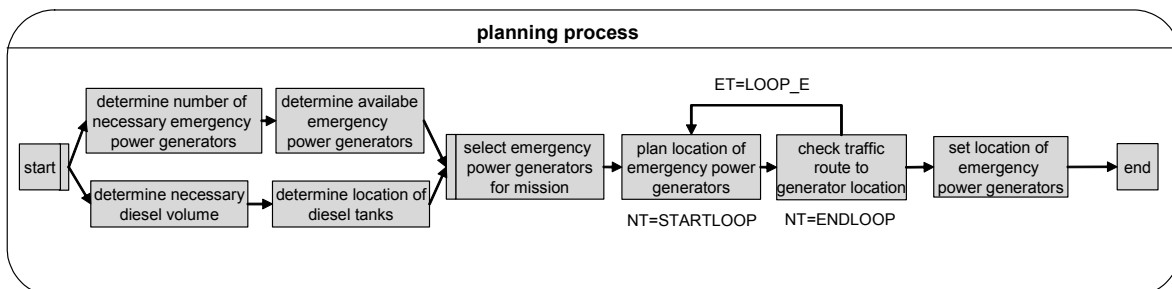 planning process
ET=LOOP_E
start
determine number of
necessary emergency
power generators
determine availabe
emergency
power generators
determine necessary
diesel volume
determine location of
diesel tanks
select emergency
power generators
for mission
plan location of
emergency power
generators
NT=STARTLOOP
check traffic
route to
generator location
NT=ENDLOOP
set location of
emergency
power generators
end